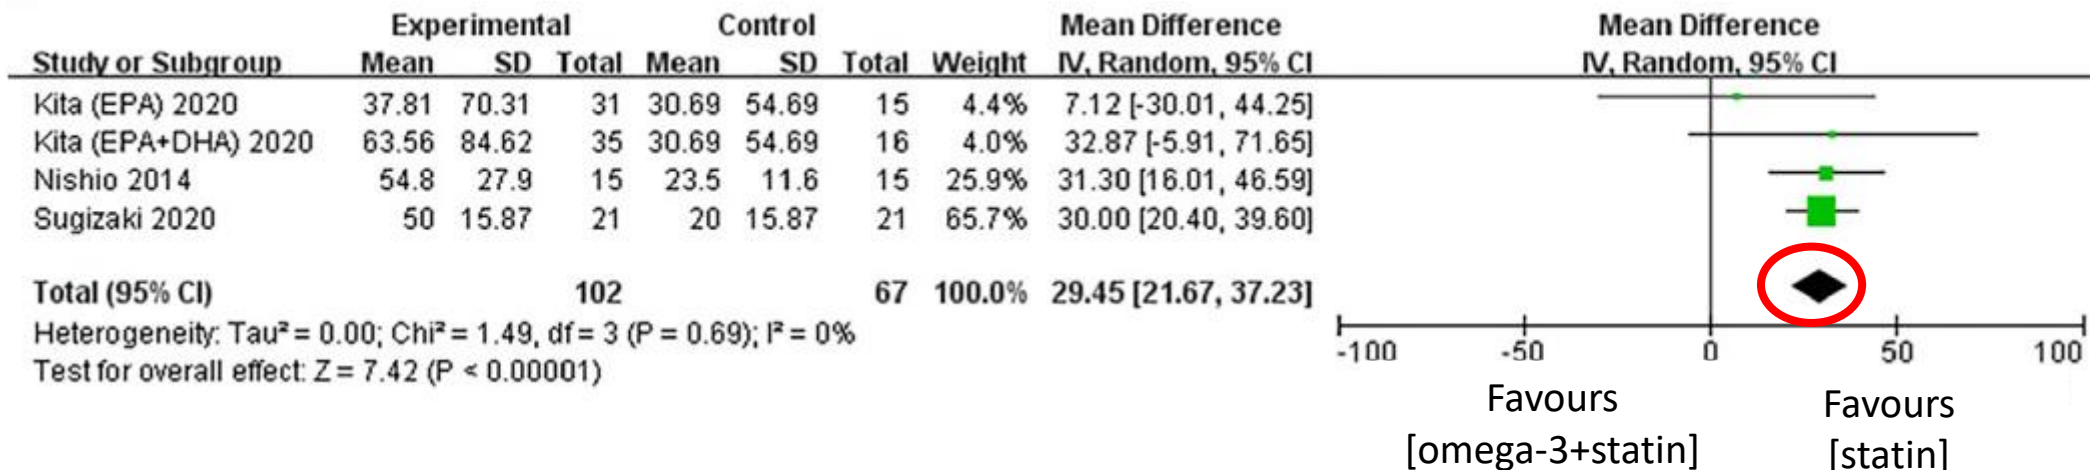 Experimental Control Mean Difference Mean Difference
Study or Subgroup Mean SD Total Mean SD Total Weight IV, Random, 95% CI IV, Random, 95% CI
Kita (EPA) 2020 37.81 70.31 31 30.69 54.69 15 4.4% 7.12 [-30.01, 44.25]
Kita (EPA+DHA) 2020 63.56 84.62 35 30.69 54.69 16 4.0% 32.87 [-5.91, 71.65]
Nishio 2014 54.8 27.9 15 23.5 11.6 15 25.9% 31.30 [16.01, 46.59]
Sugizaki 2020 50 15.87 21 20 15.87 21 65.7% 30.00 [20.40, 39.60]
Total (95% CI) 102 67 100.0% 29.45 [21.67, 37.23]
Heterogeneity: Tau² = 0.00; Chi² = 1.49, df = 3 (P = 0.69); I² = 0%
Test for overall effect: Z = 7.42 (P < 0.00001)
-100 -50 0 50 100
Favours Favours
[omega-3+statin] [statin]